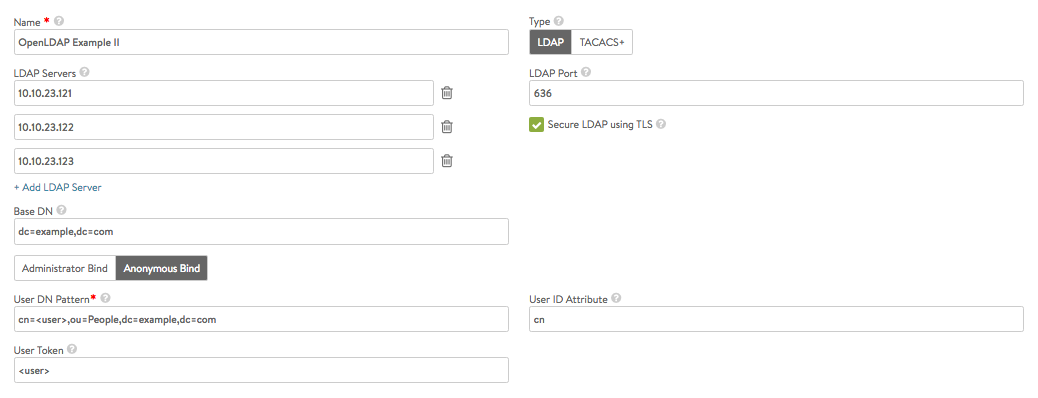 Name * ?
Type ?
OpenLDAP Example II
LDAP TACACS+
LDAP Servers ?
LDAP Port ?
10.10.23.121
636
10.10.23.122
Secure LDAP using TLS ?
10.10.23.123
+ Add LDAP Server
Base DN ?
dc=example,dc=com
Administrator Bind Anonymous Bind
User DN Pattern* ?
User ID Attribute ?
cn=<user>,ou=People,dc=example,dc=com
cn
User Token ?
<user>